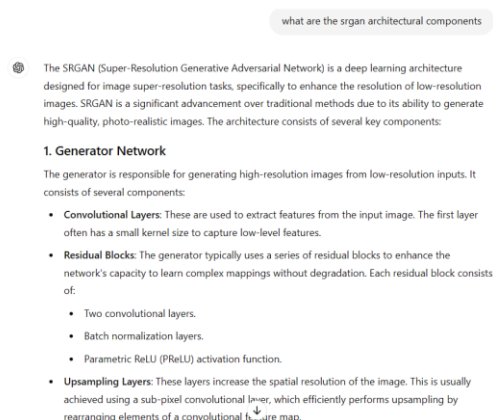 what are the srgan architectural components
The SRGAN (Super-Resolution Generative Adversarial Network) is a deep learning architecture
designed for image super-resolution tasks, specifically to enhance the resolution of low-resolution
images. SRGAN is a significant advancement over traditional methods due to its ability to generate
high-quality, photo-realistic images. The architecture consists of several key components:
1. Generator Network
The generator is responsible for generating high-resolution images from low-resolution inputs. It
consists of several components:
• Convolutional Layers: These are used to extract features from the input image. The first layer
often has a small kernel size to capture low-level features.
• Residual Blocks: The generator typically uses a series of residual blocks to enhance the
network's capacity to learn complex mappings without degradation. Each residual block consists
of:
• Two convolutional layers.
• Batch normalization layers.
• Parametric ReLU (PReLU) activation function.
• Upsampling Layers: These layers increase the spatial resolution of the image. This is usually
achieved using a sub-pixel convolutional layer, which efficiently performs upsampling by
rearranging elements of a convolutional feature map.